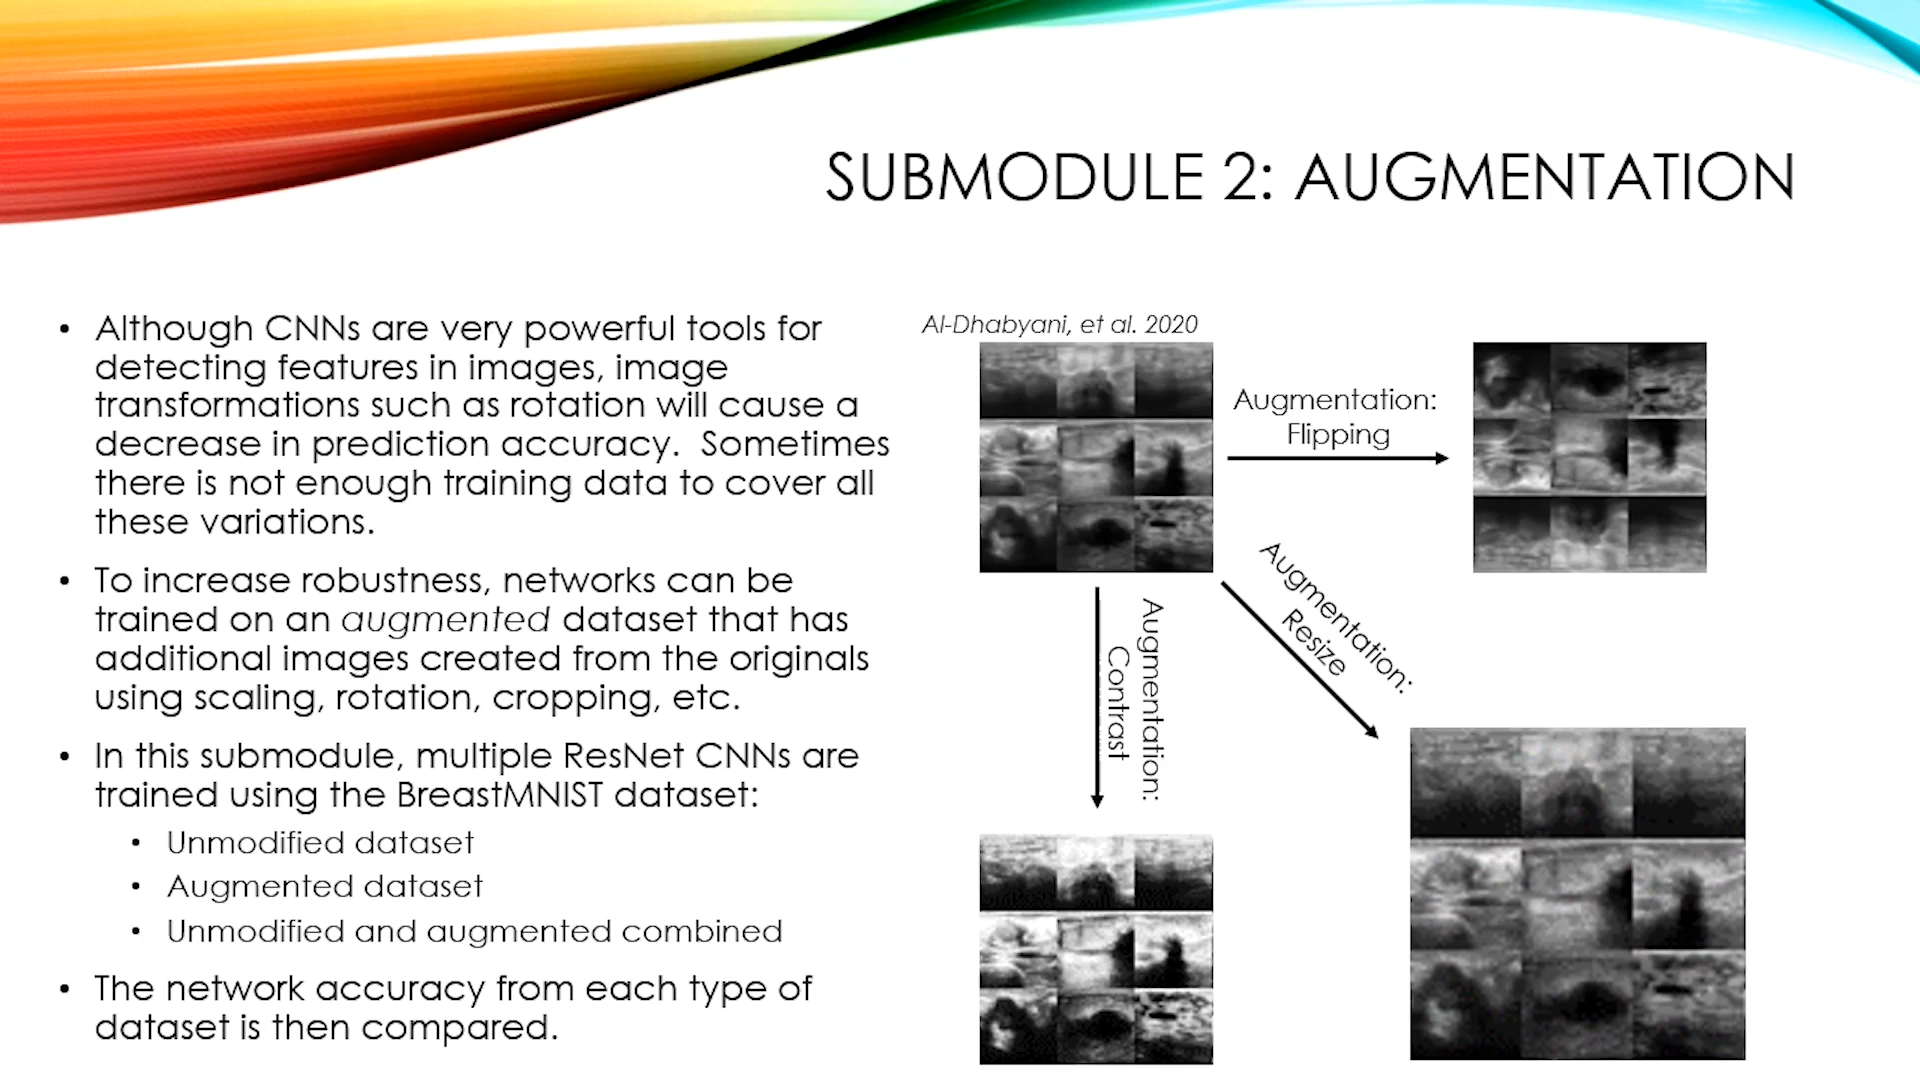 SUBMODULE 2: AUGMENTATION
• Although CNNs are very powerful tools for
detecting features in images, image
transformations such as rotation will cause a
decrease in prediction accuracy.  Sometimes
there is not enough training data to cover all
these variations.
• To increase robustness, networks can be
trained on an augmented dataset that has
additional images created from the originals
using scaling, rotation, cropping, etc.
• In this submodule, multiple ResNet CNNs are
trained using the BreastMNIST dataset:
• Unmodified dataset
• Augmented dataset
• Unmodified and augmented combined
• The network accuracy from each type of
dataset is then compared.
Al-Dhabyani, et al. 2020
Augmentation:
Flipping
Augmentation:
Resize
Augmentation:
Contrast